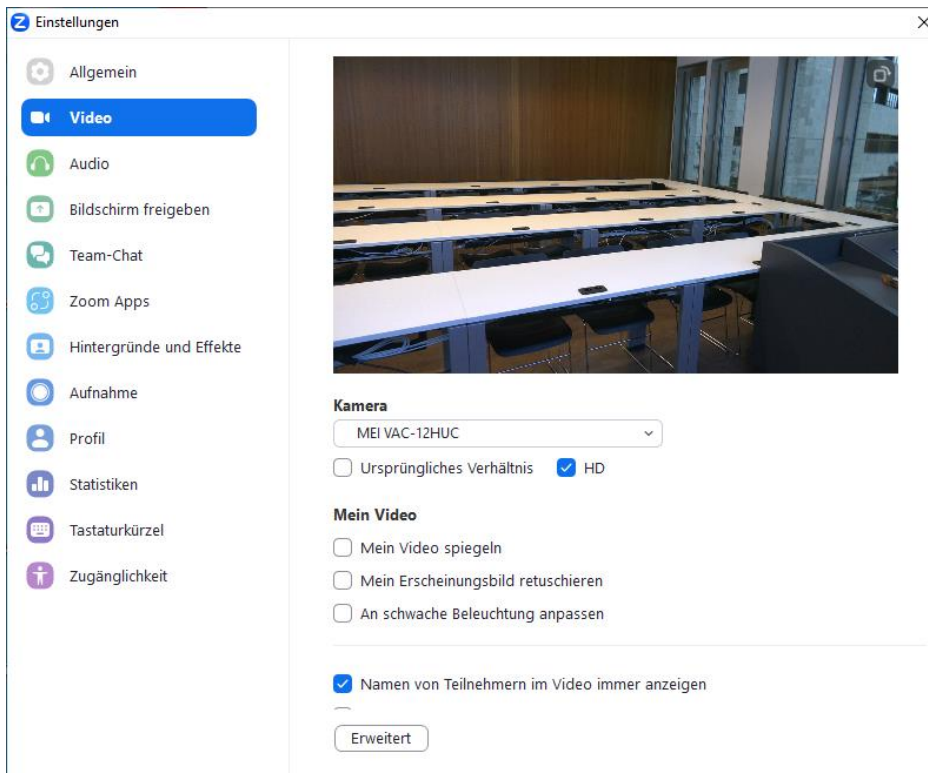 Einstellungen
Allgemein
Video
Audio
Bildschirm freigeben
Team-Chat
Zoom Apps
Hintergründe und Effekte
Aufnahme
Profil
Statistiken
Tastaturkürzel
Zugänglichkeit
Kamera
MEI VAC-12HUC
Ursprüngliches Verhältnis HD
Mein Video
Mein Video spiegeln
Mein Erscheinungsbild retuschieren
An schwache Beleuchtung anpassen
Namen von Teilnehmern im Video immer anzeigen
Erweitert